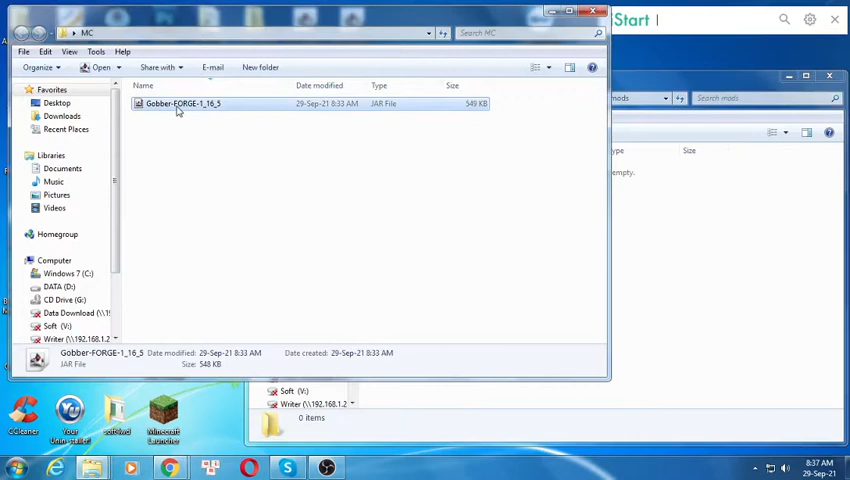 MC
Search MC
Start
File Edit View Tools Help
Organize Open Share with E-mail New folder
Name Date modified Type Size
Gobber-FORGE-1_16_5 29-Sep-21 8:33 AM JAR File 549 KB
Favorites
Desktop
Downloads
Recent Places
Libraries
Documents
Music
Pictures
Videos
Homegroup
Computer
Windows 7 (C:)
DATA (D:)
CD Drive (G:)
Data Download (\\19
Soft (V:)
Writer (\\192.168.1.2
Gobber-FORGE-1_16_5 Date modified: 29-Sep-21 8:33 AM Date created: 29-Sep-21 8:33 AM
JAR File Size: 548 KB
mods
Search mods
Type Size
empty.
Soft (V:)
Writer (\\192.168.1.2
0 items
CCleaner
Your Unin-staller!
soft4wd
Minecraft Launcher
8:37 AM
29-Sep-21